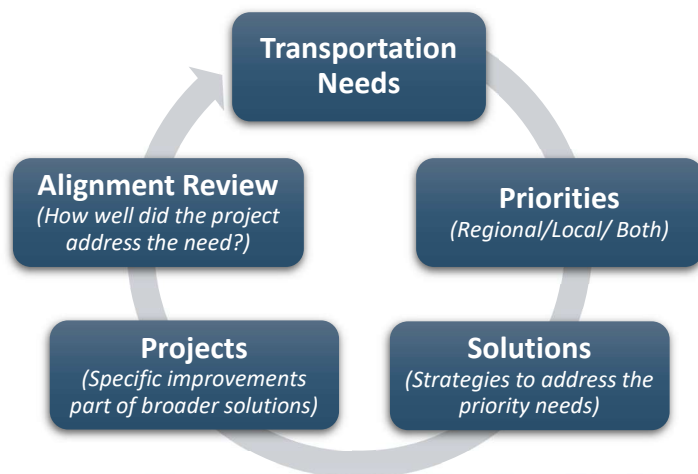 Transportation
Needs
Priorities
(Regional/Local/ Both)
Solutions
(Strategies to address the
priority needs)
Projects
(Specific improvements
part of broader solutions)
Alignment Review
(How well did the project
address the need?)